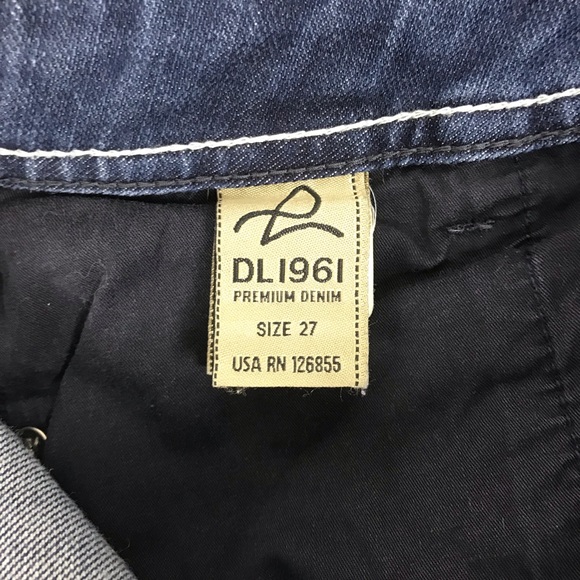 DL1961
PREMIUM DENIM
SIZE 27
USA RN 126855